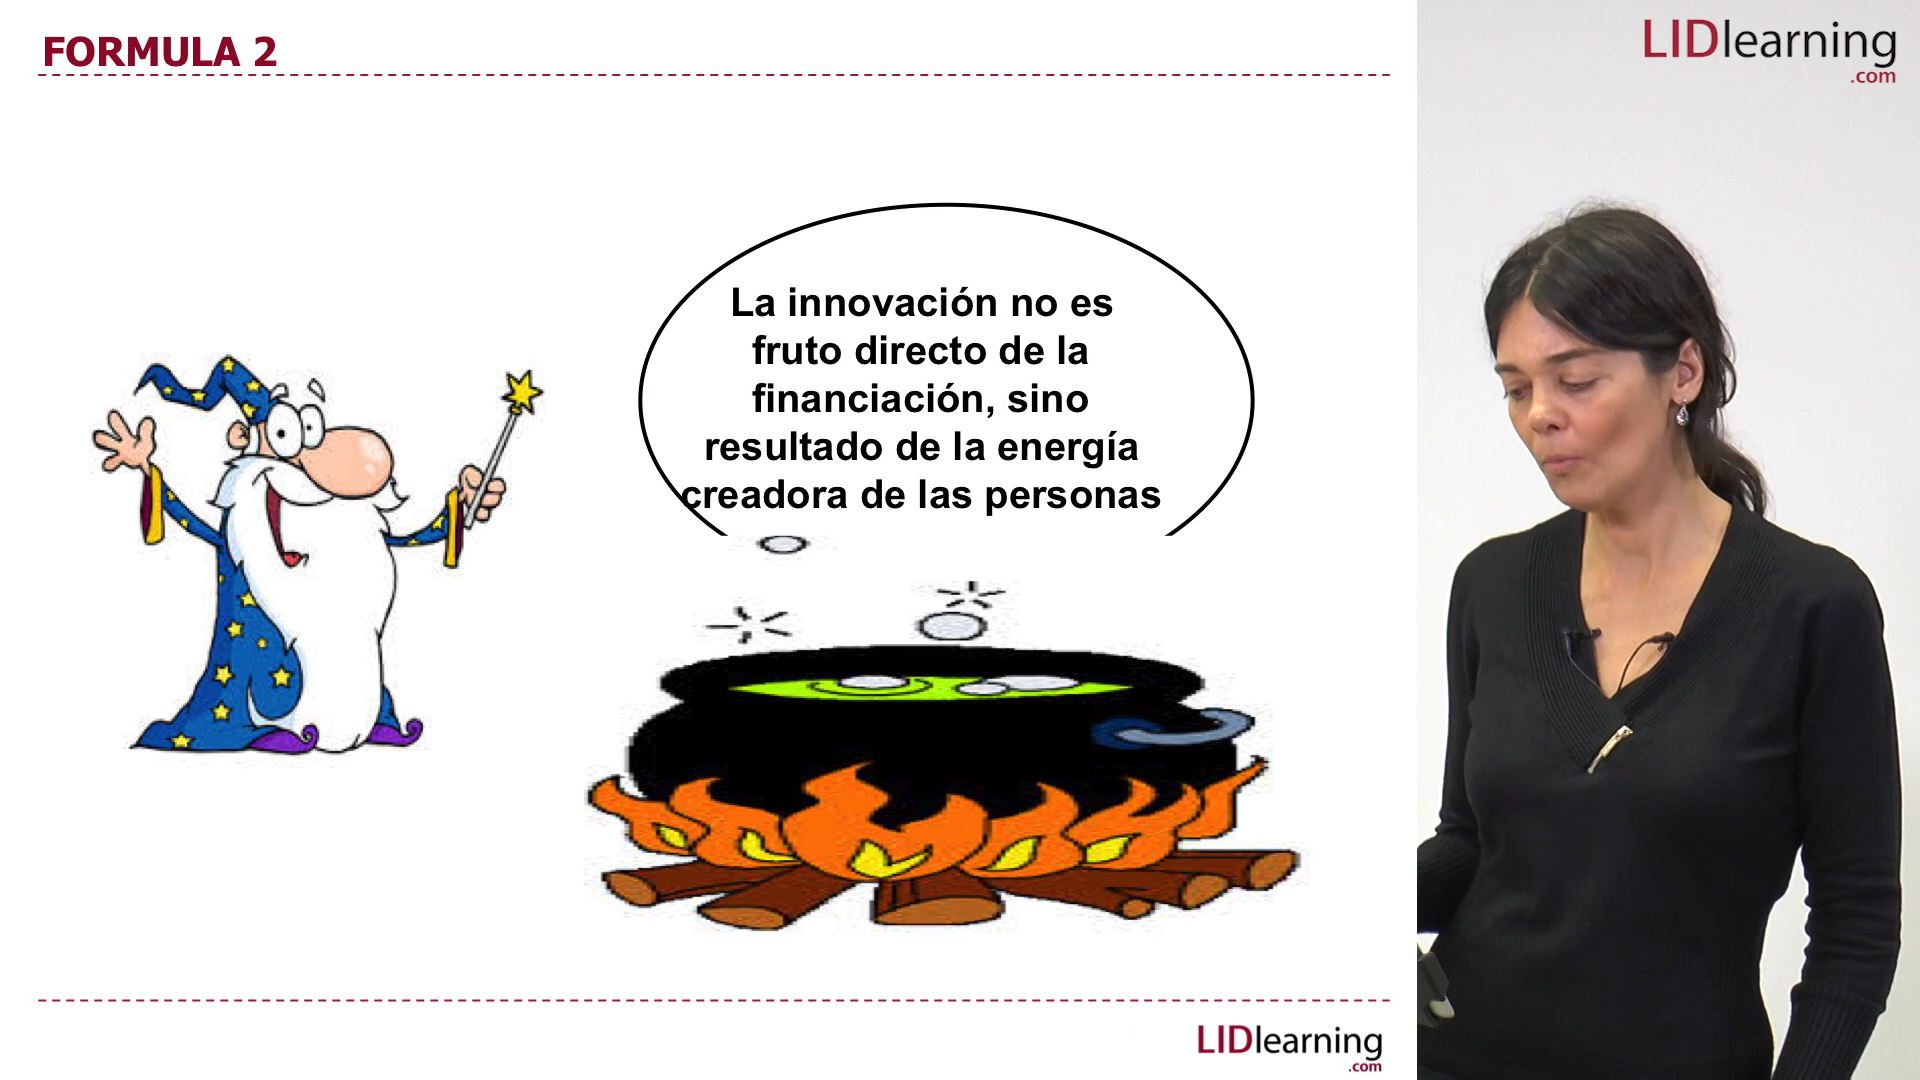 FORMULA 2
LIDlearning
.com
La innovación no es
fruto directo de la
financiación, sino
resultado de la energía
creadora de las personas
LIDlearning
.com